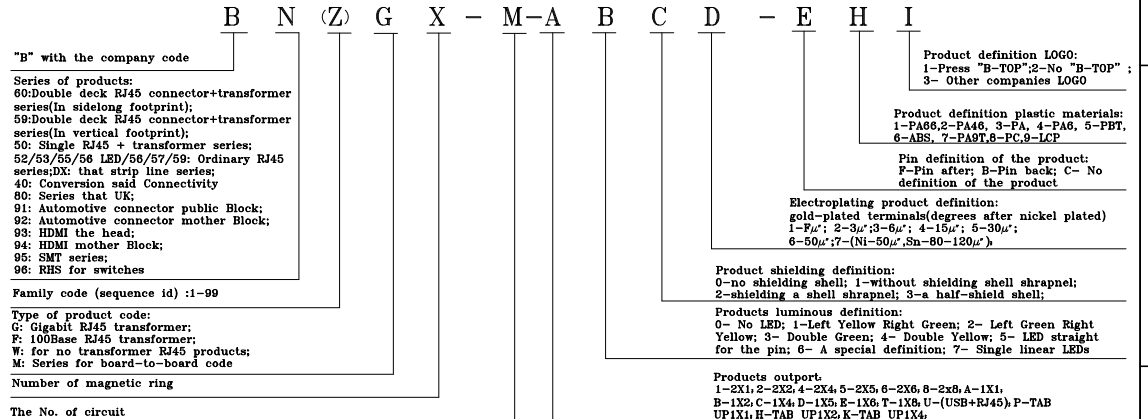 B N (Z) G X - M-A B C D - E H I
"B" with the company code
Series of products:
60:Double deck RJ45 connector+transformer
series(In sidelong footprint);
59:Double deck RJ45 connector+transformer
series(In vertical footprint);
50: Single RJ45 + transformer series;
52/53/55/56 LED/56/57/59: Ordinary RJ45
series;DX: that strip line series;
40: Conversion said Connectivity
80: Series that UK;
91: Automotive connector public Block;
92: Automotive connector mother Block;
93: HDMI the head;
94: HDMI mother Block;
95: SMT series;
96: RHS for switches
Family code (sequence id) :1-99
Type of product code:
G: Gigabit RJ45 transformer;
F: 100Base RJ45 transformer;
W: for no transformer RJ45 products;
M: Series for board-to-board code
Number of magnetic ring
The No. of circuit
Product definition LOGO:
1-Press "B-TOP";2-No "B-TOP" ;
3- Other companies LOGO
Product definition plastic materials:
1-PA66,2-PA46, 3-PA, 4-PA6, 5-PBT,
6-ABS, 7-PA9T,8-PC,9-LCP
Pin definition of the product:
F-Pin after; B-Pin back; C- No
definition of the product
Electroplating product definition:
gold-plated terminals(degrees after nickel plated)
1-Fμ"; 2-3μ";3-6μ"; 4-15μ"; 5-30μ";
6-50μ";7-(Ni-50μ",Sn-80-120μ");
Product shielding definition:
0-no shielding shell; 1-without shielding shell shrapnel;
2-shielding a shell shrapnel; 3-a half-shield shell;
Products luminous definition:
0- No LED; 1-Left Yellow Right Green; 2- Left Green Right
Yellow; 3- Double Green; 4- Double Yellow; 5- LED straight
for the pin; 6- A special definition; 7- Single linear LEDs
Products outport:
1-2X1; 2-2X2; 4-2X4; 5-2X5; 6-2X6; 8-2x8; A-1X1;
B-1X2; C-1X4; D-1X5; E-1X6; T-1X8; U-(USB+RJ45); P-TAB
UP1X1; H-TAB UP1X2; K-TAB UP1X4;